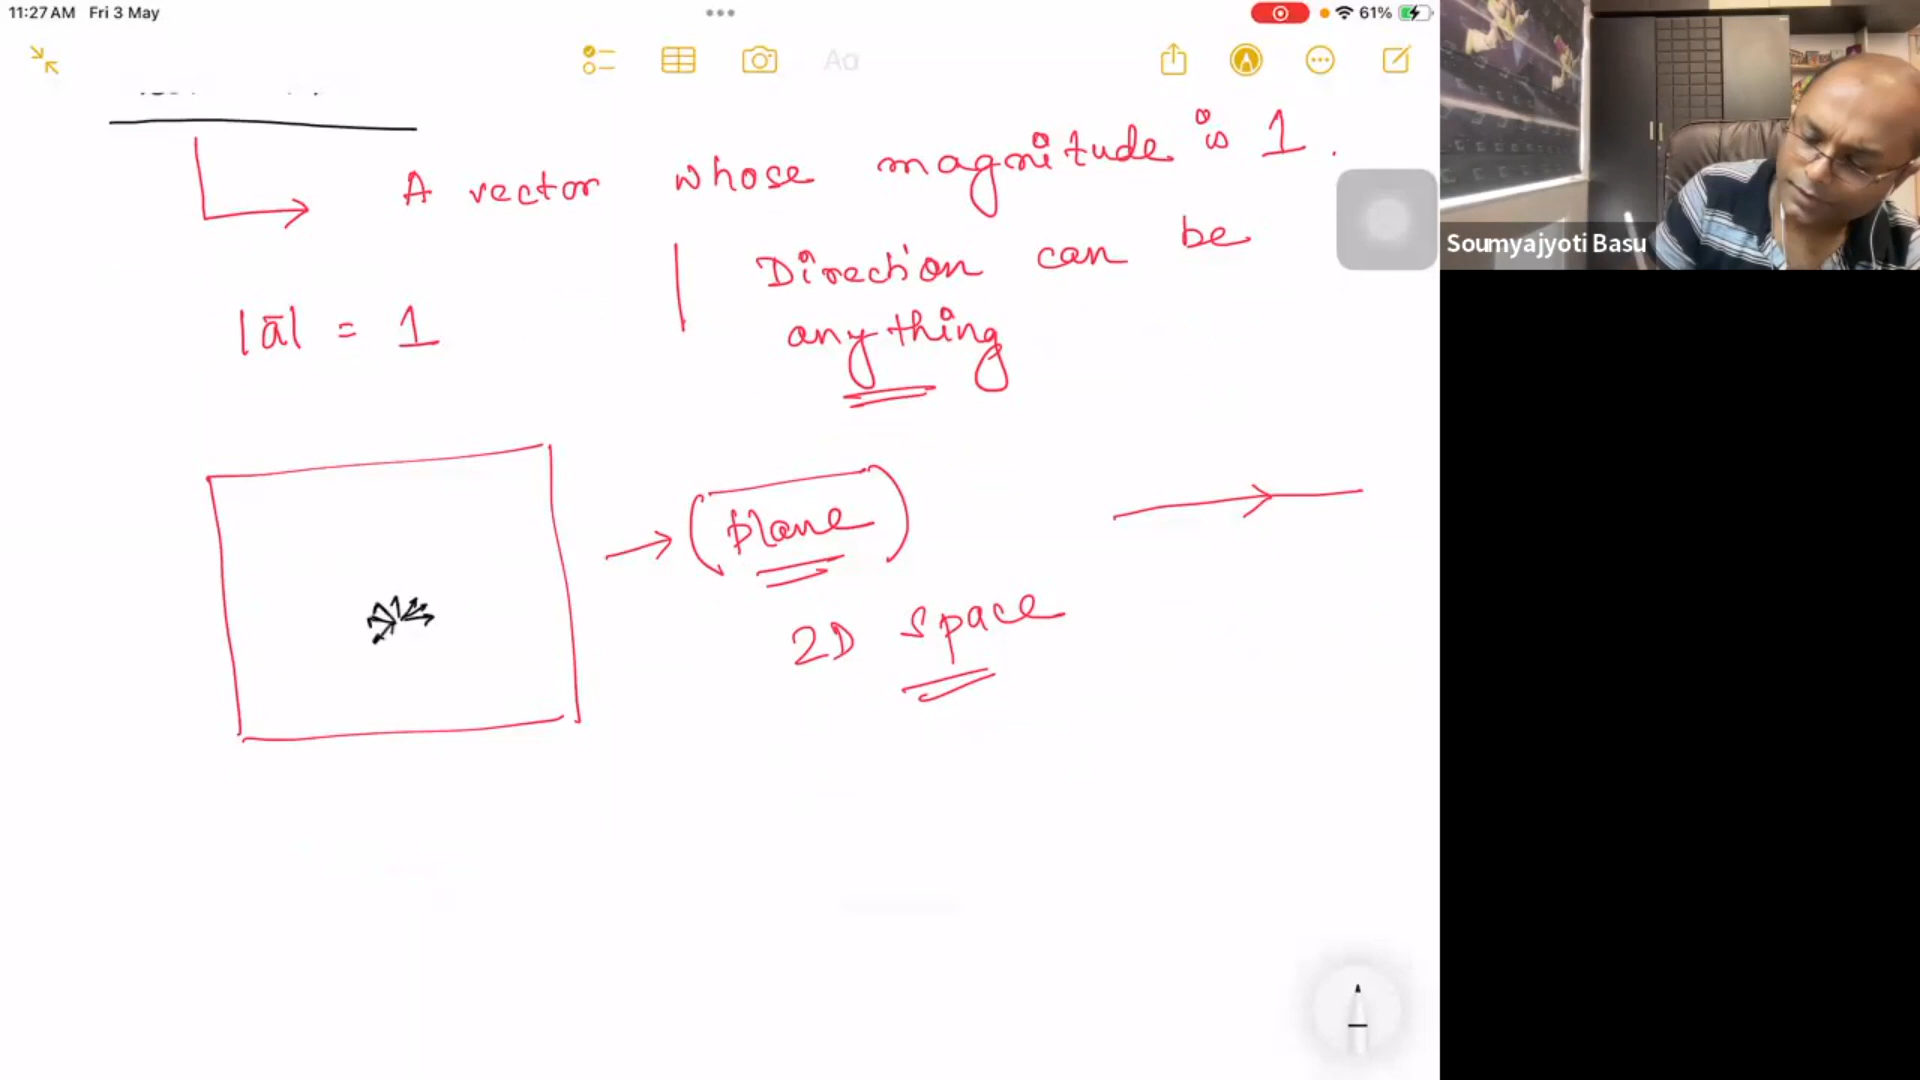 11:27 AM Fri 3 May
61%
Aa
A vector whose magnitude is 1.
Direction can be
anything
|ā| = 1
(Plane)
2D space
Soumyajyoti Basu